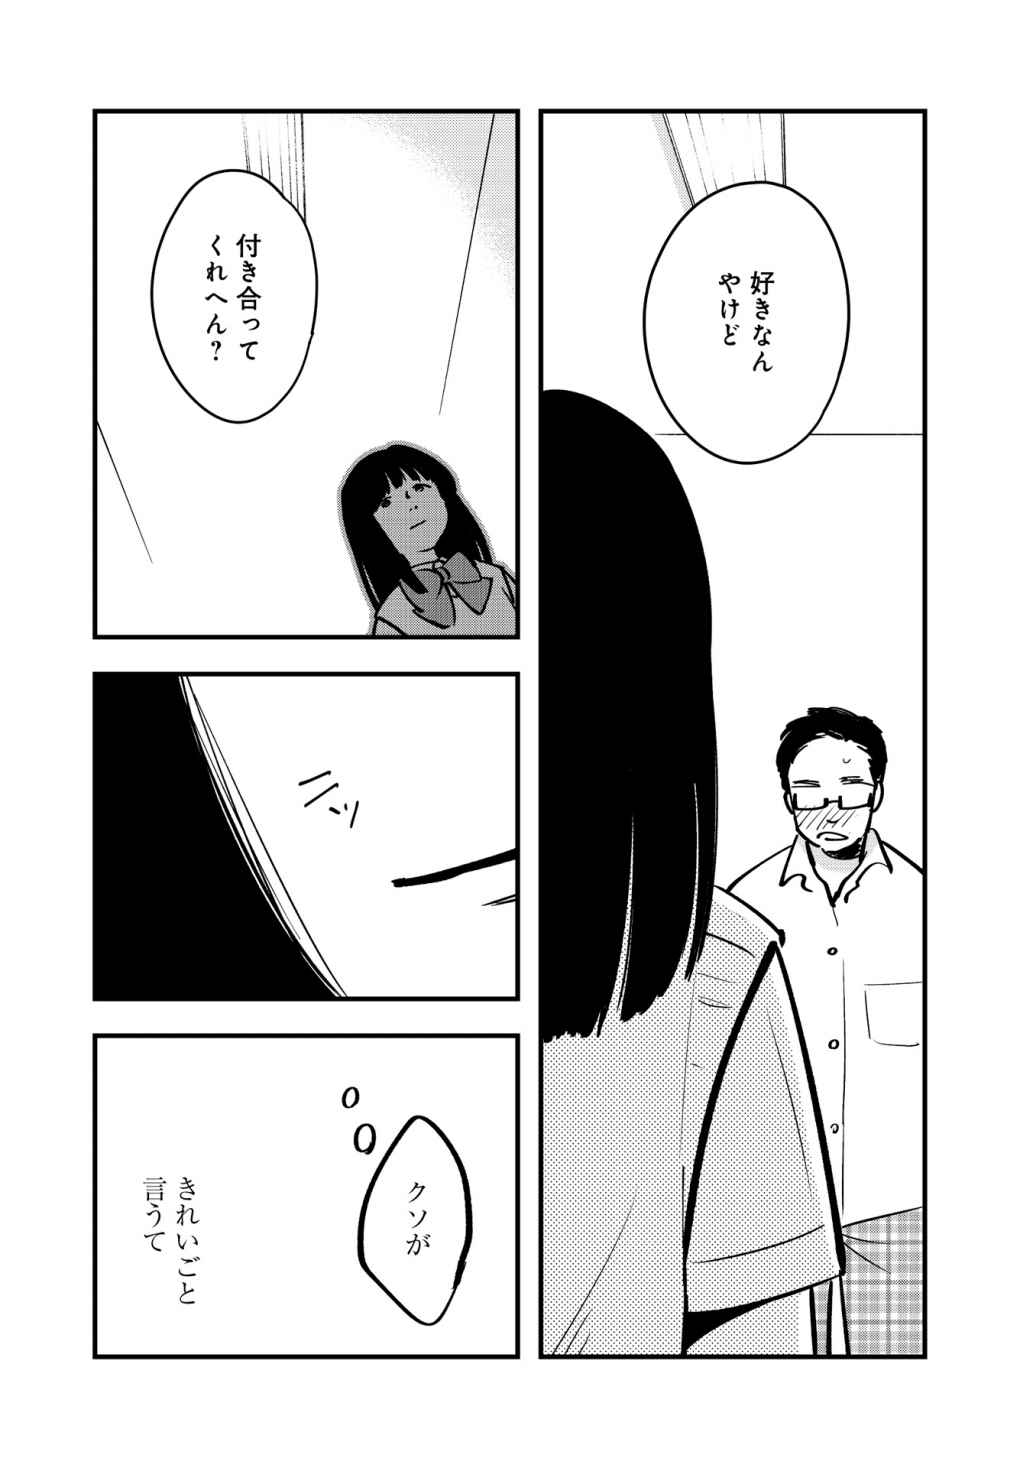 好きなん
やけど
付き合って
くれへん？
ニッ
クソが
きれいごと
言うて